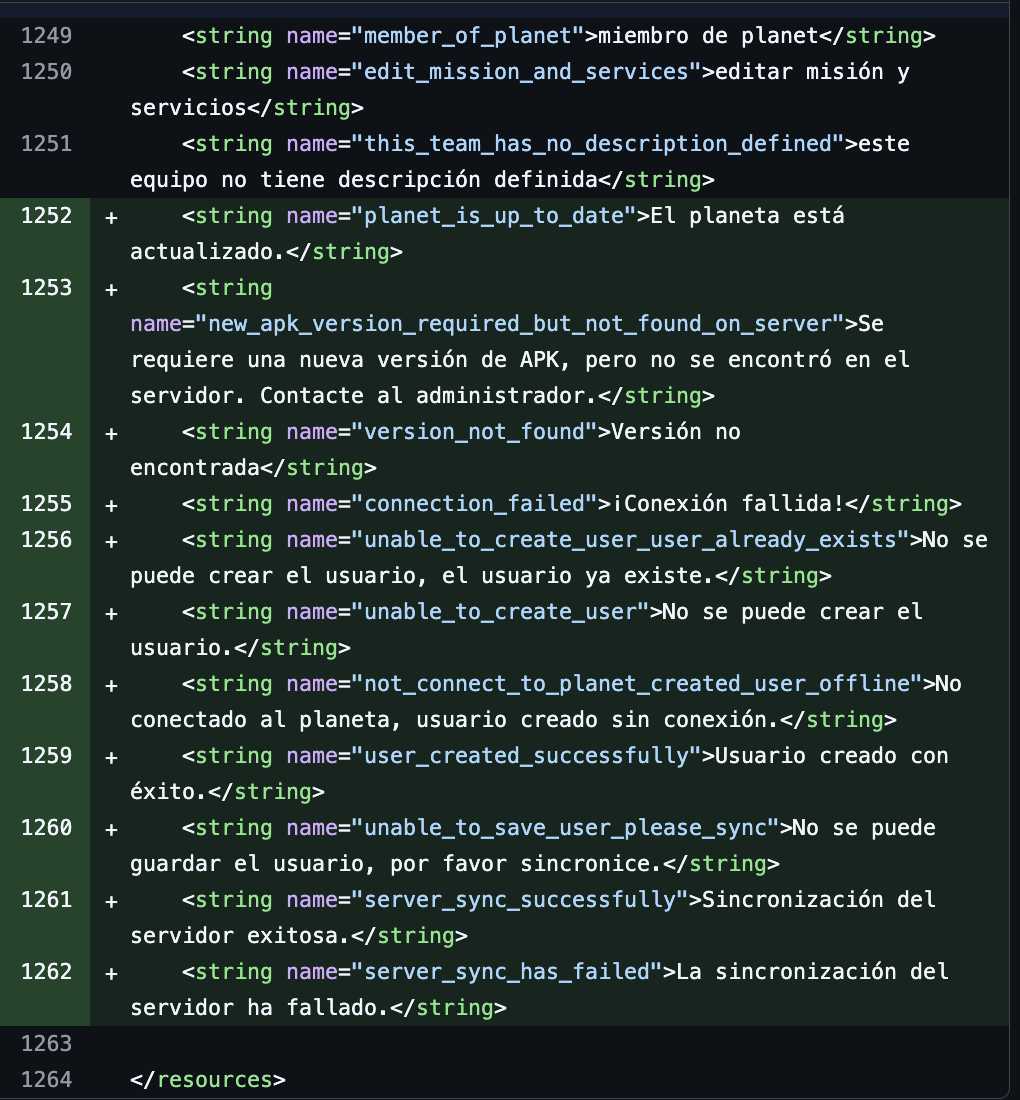 1249 <string name="member_of_planet">miembro de planet</string>
1250 <string name="edit_mission_and_services">editar misión y
servicios</string>
1251 <string name="this_team_has_no_description_defined">este
equipo no tiene descripción definida</string>
1252 + <string name="planet_is_up_to_date">El planeta está
actualizado.</string>
1253 + <string
name="new_apk_version_required_but_not_found_on_server">Se
requiere una nueva versión de APK, pero no se encontró en el
servidor. Contacte al administrador.</string>
1254 + <string name="version_not_found">Versión no
encontrada</string>
1255 + <string name="connection_failed">¡Conexión fallida!</string>
1256 + <string name="unable_to_create_user_user_already_exists">No se
puede crear el usuario, el usuario ya existe.</string>
1257 + <string name="unable_to_create_user">No se puede crear el
usuario.</string>
1258 + <string name="not_connect_to_planet_created_user_offline">No
conectado al planeta, usuario creado sin conexión.</string>
1259 + <string name="user_created_successfully">Usuario creado con
éxito.</string>
1260 + <string name="unable_to_save_user_please_sync">No se puede
guardar el usuario, por favor sincronice.</string>
1261 + <string name="server_sync_successfully">Sincronización del
servidor exitosa.</string>
1262 + <string name="server_sync_has_failed">La sincronización del
servidor ha fallado.</string>
1263
1264 </resources>